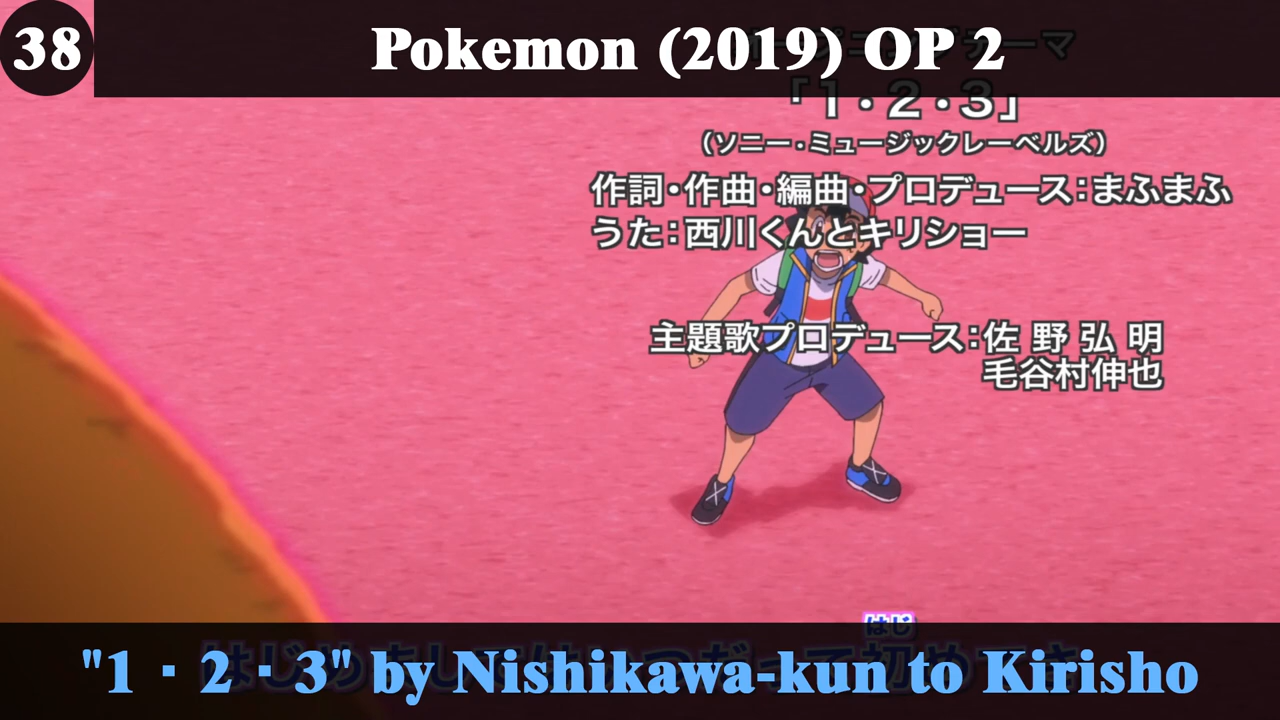 38
Pokemon (2019) OP 2
「1・2・3」
（ソニー・ミュージックレーベルズ）
作詞・作曲・編曲・プロデュース：まふまふ
うた：西川くんとキリショー
主題歌プロデュース：佐 野 弘 明
毛谷村伸也
はじ
"1・2・3" by Nishikawa-kun to Kirisho